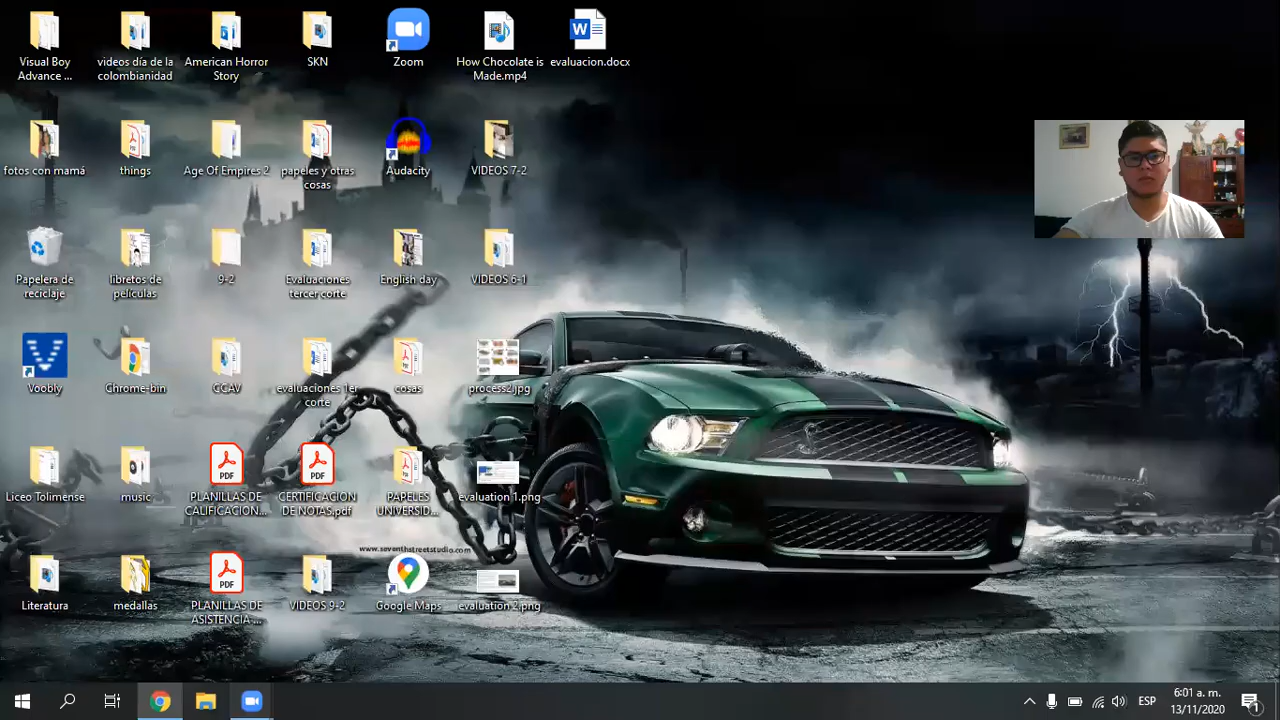 Visual Boy
Advance ...
videos día de la
colombianidad
American Horror
Story
SKN
Zoom
How Chocolate is
Made.mp4
evaluacion.docx
fotos con mamá
things
Age Of Empires 2
papeles y otras
cosas
Audacity
VIDEOS 7-2
Papelera de
reciclaje
libretos de
películas
9-2
Evaluaciones
tercer corte
English day
VIDEOS 6-1
Voobly
Chrome-bin
CCAV
evaluaciones 1er
corte
cosas
process2.jpg
Liceo Tolimense
music
PDF
PLANILLAS DE
CALIFICACION...
PDF
CERTIFICACION
DE NOTAS.pdf
PAPELES
UNIVERSID...
evaluation 1.png
www.seventhstreetstudio.com
Literatura
medallas
PDF
PLANILLAS DE
ASISTENCIA ...
VIDEOS 9-2
Google Maps
evaluation 2.png
ESP
6:01 a. m.
13/11/2020
1